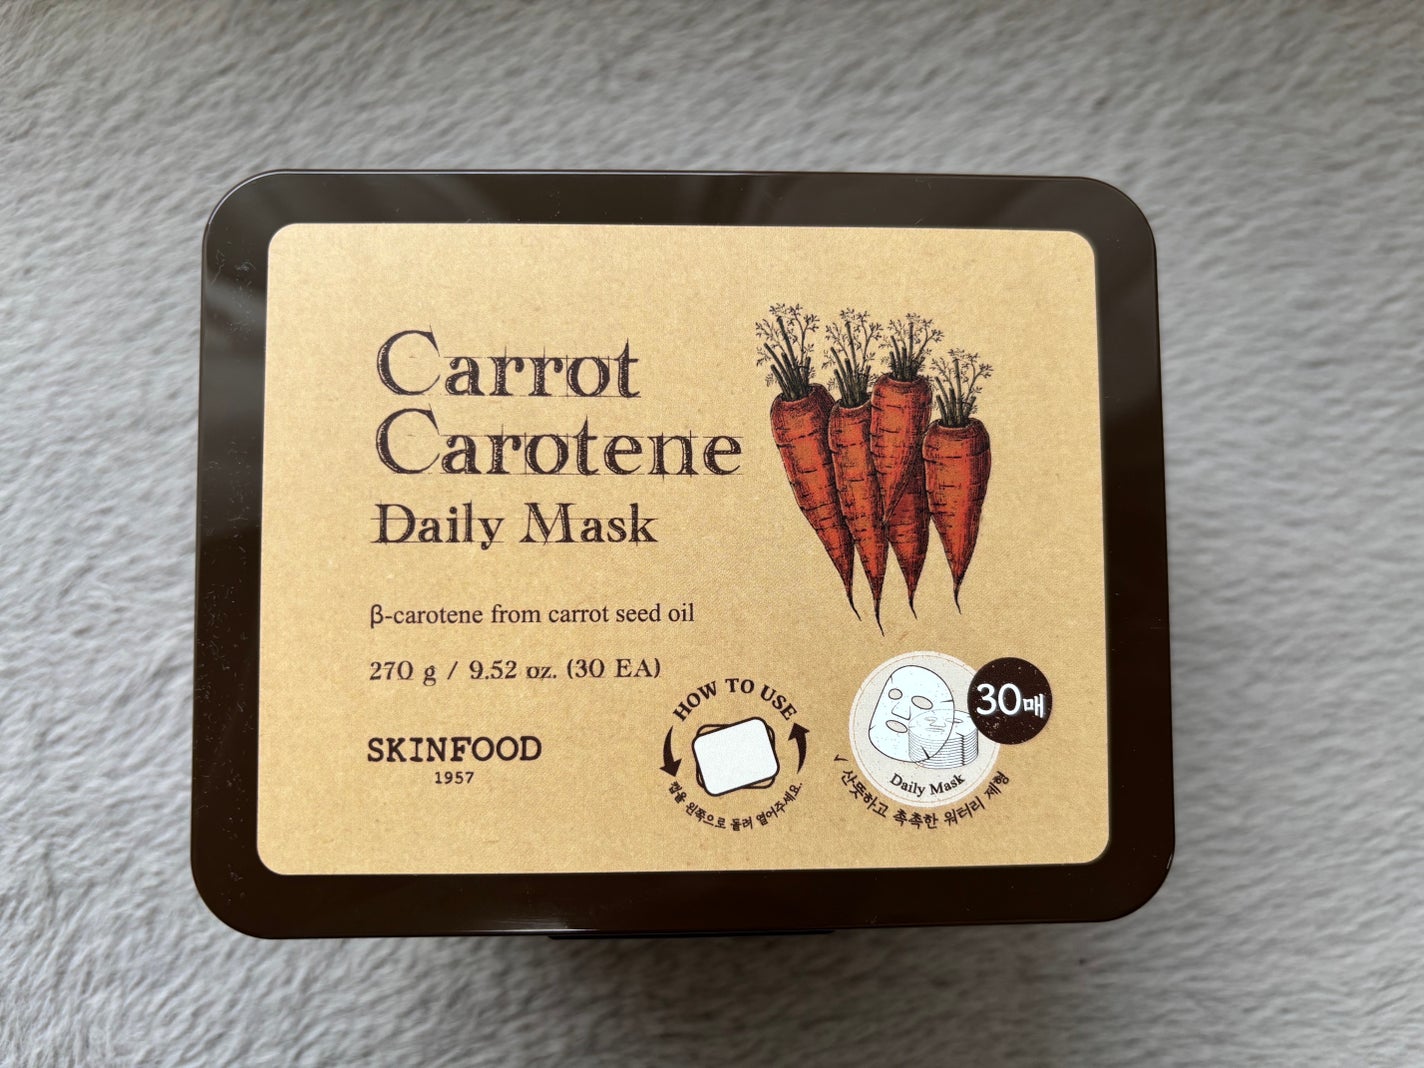 Carrot
Carotene
Daily Mask
β-carotene from carrot seed oil
270 g / 9.52 oz. (30 EA)
SKINFOOD
1957
HOW TO USE
캡을 왼쪽으로 돌려 열어주세요.
30매
Daily Mask
√ 산뜻하고 촉촉한 워터리 제형